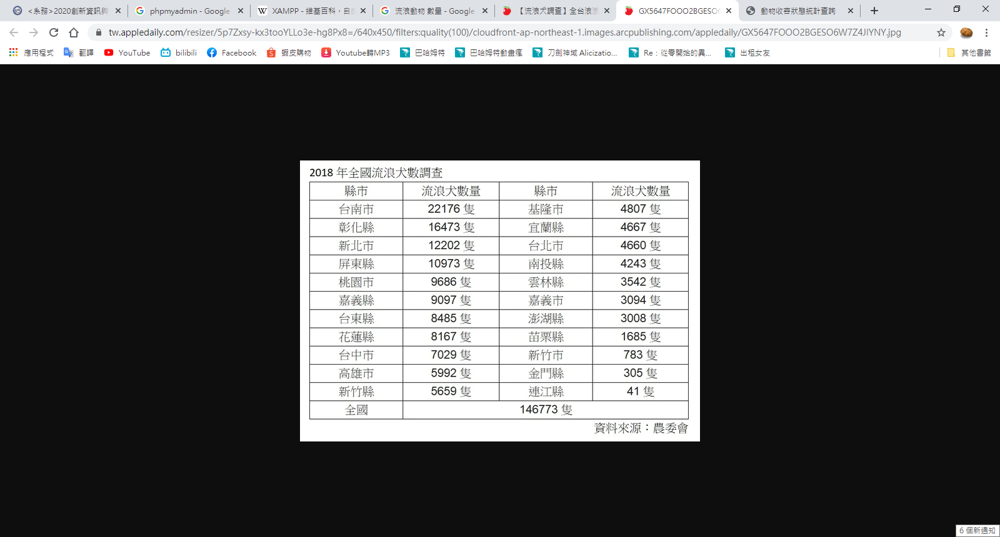 <系務>2020創新資訊與
phpmyadmin - Google
XAMPP - 維基百科，自由
流浪動物 數量 - Google
【流浪犬調查】全台浪浪
GX5647FOOO2BGESO6
動物收容狀態統計查詢
tw.appledaily.com/resizer/5p7Zxsy-kx3tooYLLo3e-hg8Px8=/640x450/filters:quality(100)/cloudfront-ap-northeast-1.images.arcpublishing.com/appledaily/GX5647FOOO2BGESO6W7Z4JIYNY.jpg
應用程式 翻譯 YouTube bilibili Facebook 蝦皮購物 Youtube轉MP3 巴哈姆特 巴哈姆特動畫瘋 刀劍神域 Alicizatio... Re：從零開始的異... 出租女友 其他書籤
2018 年全國流浪犬數調查
縣市 流浪犬數量 縣市 流浪犬數量
台南市 22176 隻 基隆市 4807 隻
彰化縣 16473 隻 宜蘭縣 4667 隻
新北市 12202 隻 台北市 4660 隻
屏東縣 10973 隻 南投縣 4243 隻
桃園市 9686 隻 雲林縣 3542 隻
嘉義縣 9097 隻 嘉義市 3094 隻
台東縣 8485 隻 澎湖縣 3008 隻
花蓮縣 8167 隻 苗栗縣 1685 隻
台中市 7029 隻 新竹市 783 隻
高雄市 5992 隻 金門縣 305 隻
新竹縣 5659 隻 連江縣 41 隻
全國 146773 隻
資料來源：農委會
6 個新通知